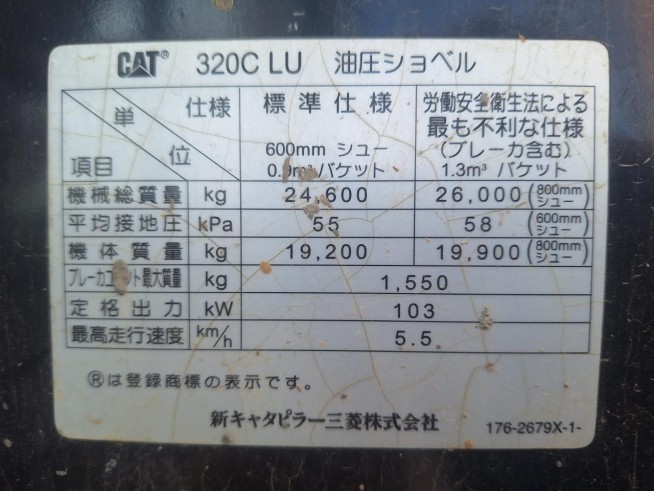 CAT® 320C LU 油圧ショベル
仕様 標準仕様 労働安全衛生法による
単 最も不利な仕様
位 600mm シュー (ブレーカ含む)
項目 0.9m³バケット 1.3m³ バケット
機械総質量 kg 24,600 26,000 (800mm シュー)
平均接地圧 kPa 55 58 (600mm シュー)
機体質量 kg 19,200 19,900 (800mm シュー)
ブレーカユニット最大質量 kg 1,550
定格出力 kW 103
最高走行速度 km/h 5.5
®は登録商標の表示です。
新キャタピラー三菱株式会社 176-2679X-1-